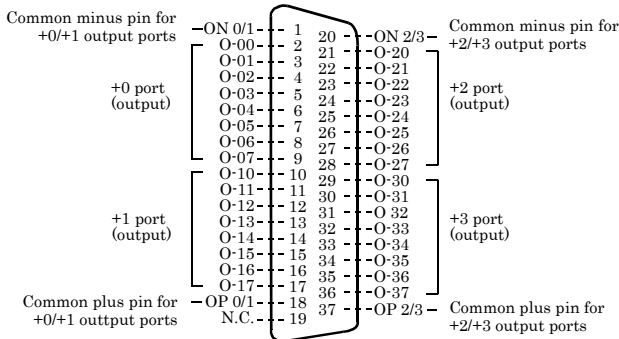 Common minus pin for
+0/+1 output ports
ON 0/1 1
O-00 2
O-01 3
O-02 4
O-03 5
O-04 6
O-05 7
O-06 8
O-07 9
O-10 10
O-11 11
O-12 12
O-13 13
O-14 14
O-15 15
O-16 16
O-17 17
OP 0/1 18
N.C. 19
+0 port
(output)
+1 port
(output)
Common plus pin for
+0/+1 outtput ports
20 ON 2/3
21 O-20
22 O-21
23 O-22
24 O-23
25 O-24
26 O-25
27 O-26
28 O-27
29 O-30
30 O-31
31 O 32
32 O-33
33 O-34
34 O-35
35 O-36
36 O-37
37 OP 2/3
Common minus pin for
+2/+3 output ports
+2 port
(output)
+3 port
(output)
Common plus pin for
+2/+3 output ports